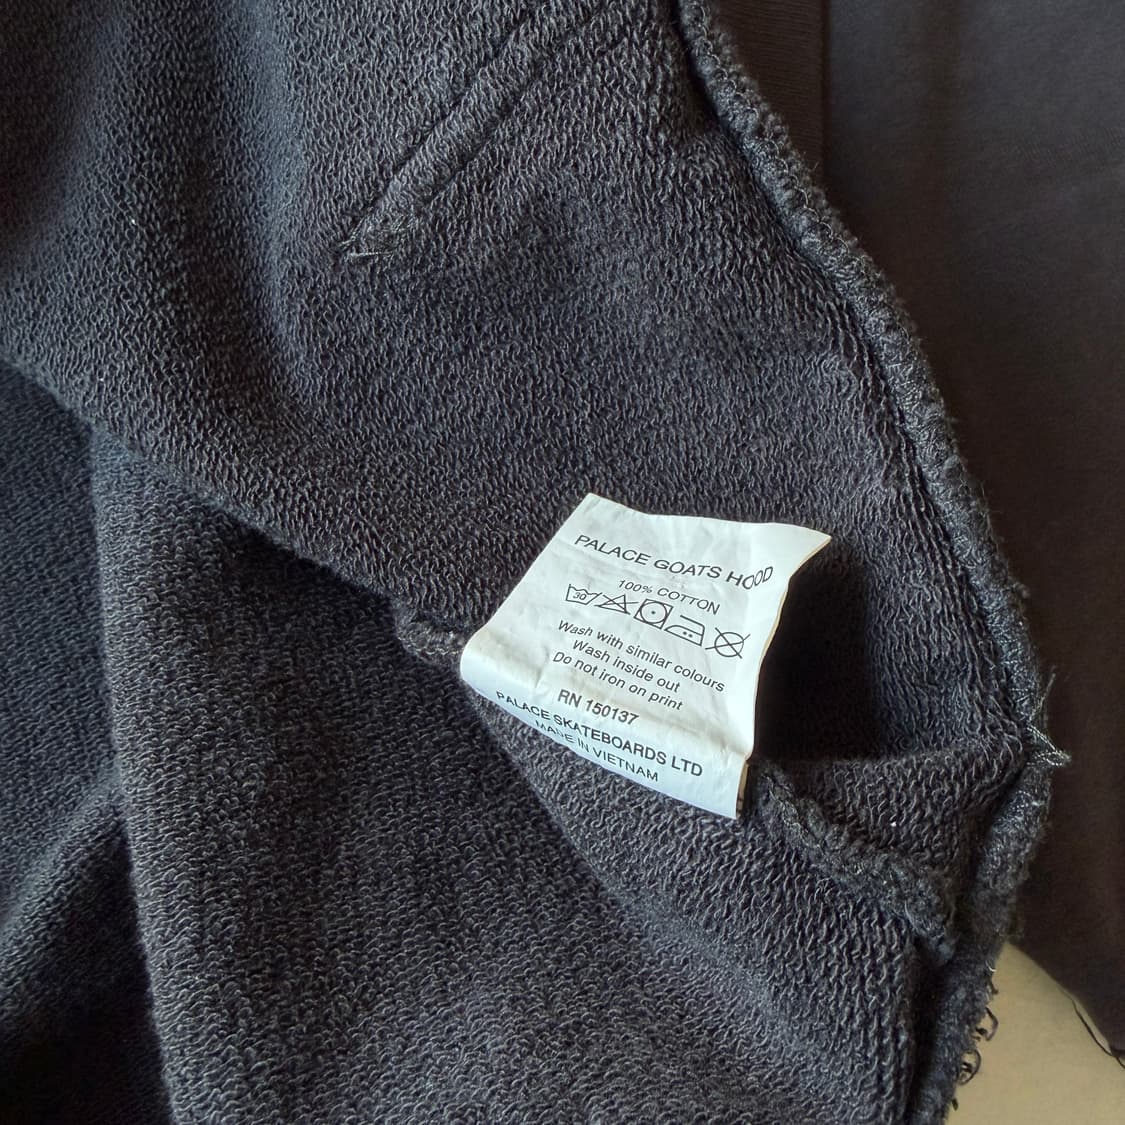 PALACE GOATS HOOD
100% COTTON
30
Wash with similar colours
Wash inside out
Do not iron on print
RN 150137
PALACE SKATEBOARDS LTD
MADE IN VIETNAM